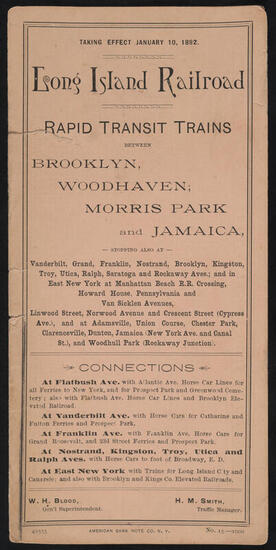 TAKING EFFECT JANUARY 10, 1892.
Long Island Railroad
RAPID TRANSIT TRAINS
BETWEEN
BROOKLYN,
WOODHAVEN,
MORRIS PARK
and JAMAICA,
— STOPPING ALSO AT —
Vanderbilt, Grand, Franklin, Nostrand, Brooklyn, Kingston,
Troy, Utica, Ralph, Saratoga and Rockaway Aves.; and in
East New York at Manhattan Beach R.R. Crossing,
Howard House, Pennsylvania and
Van Sicklen Avenues,
Linwood Street, Norwood Avenue and Crescent Street (Cypress
Ave.), and at Adamsville, Union Course, Chester Park,
Clarenceville, Dunton, Jamaica (New York Ave. and Canal
St.), and Woodhull Park (Rockaway Junction).
CONNECTIONS
At Flatbush Ave. with Atlantic Ave. Horse Car Lines for
all Ferries to New York, and for Prospect Park and Greenwood Ceme-
tery; also with Flatbush Ave. Horse Car Lines and Brooklyn Ele-
vated Railroad.
At Vanderbilt Ave. with Horse Cars for Catharine and
Fulton Ferries and Prospect Park.
At Franklin Ave. with Franklin Ave. Horse Cars for
Grand, Roosevelt, and 23d Street Ferries and Prospect Park.
At Nostrand, Kingston, Troy, Utica and
Ralph Aves. with Horse Cars to foot of Broadway, E. D.
At East New York with Trains for Long Island City and
Canarsie; and also with Brooklyn and Kings Co. Elevated Railroads.
W. H. BLOOD,
Gen'l Superintendent.
H. M. SMITH,
Traffic Manager.
AMERICAN BANK NOTE CO. N. Y.
No. 15